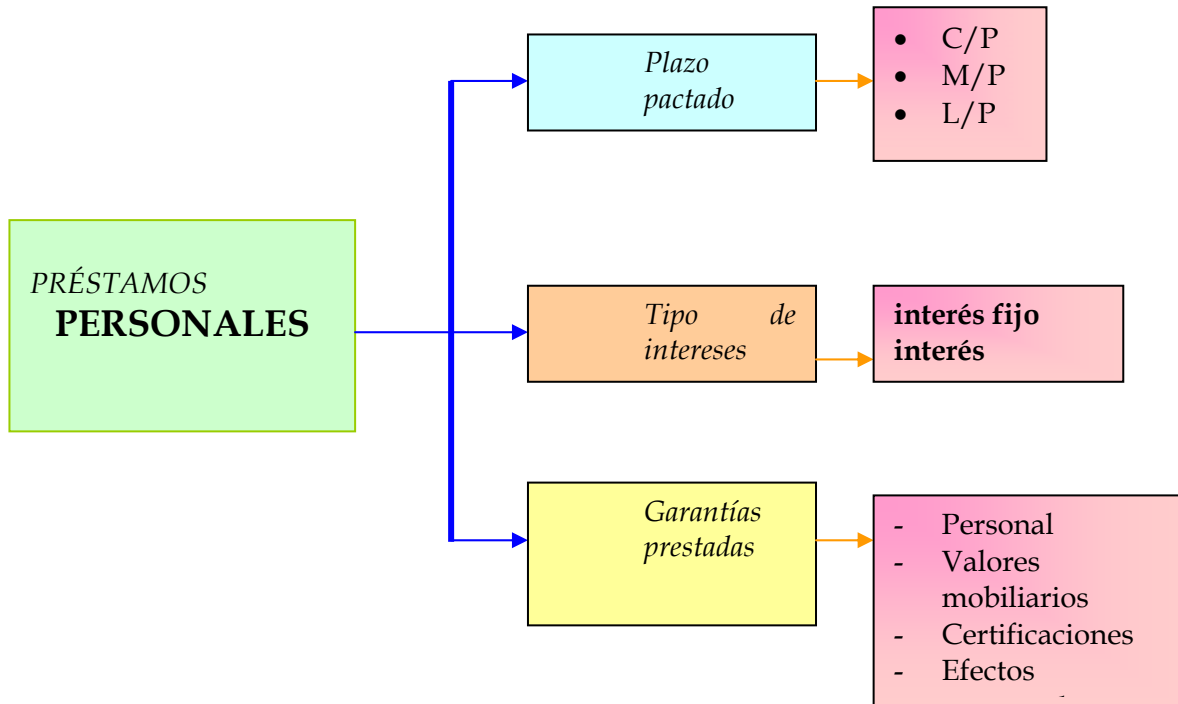 Plazo
pactado
• C/P
• M/P
• L/P
PRÉSTAMOS
PERSONALES
Tipo de
intereses
interés fijo
interés
Garantías
prestadas
- Personal
- Valores
mobiliarios
- Certificaciones
- Efectos